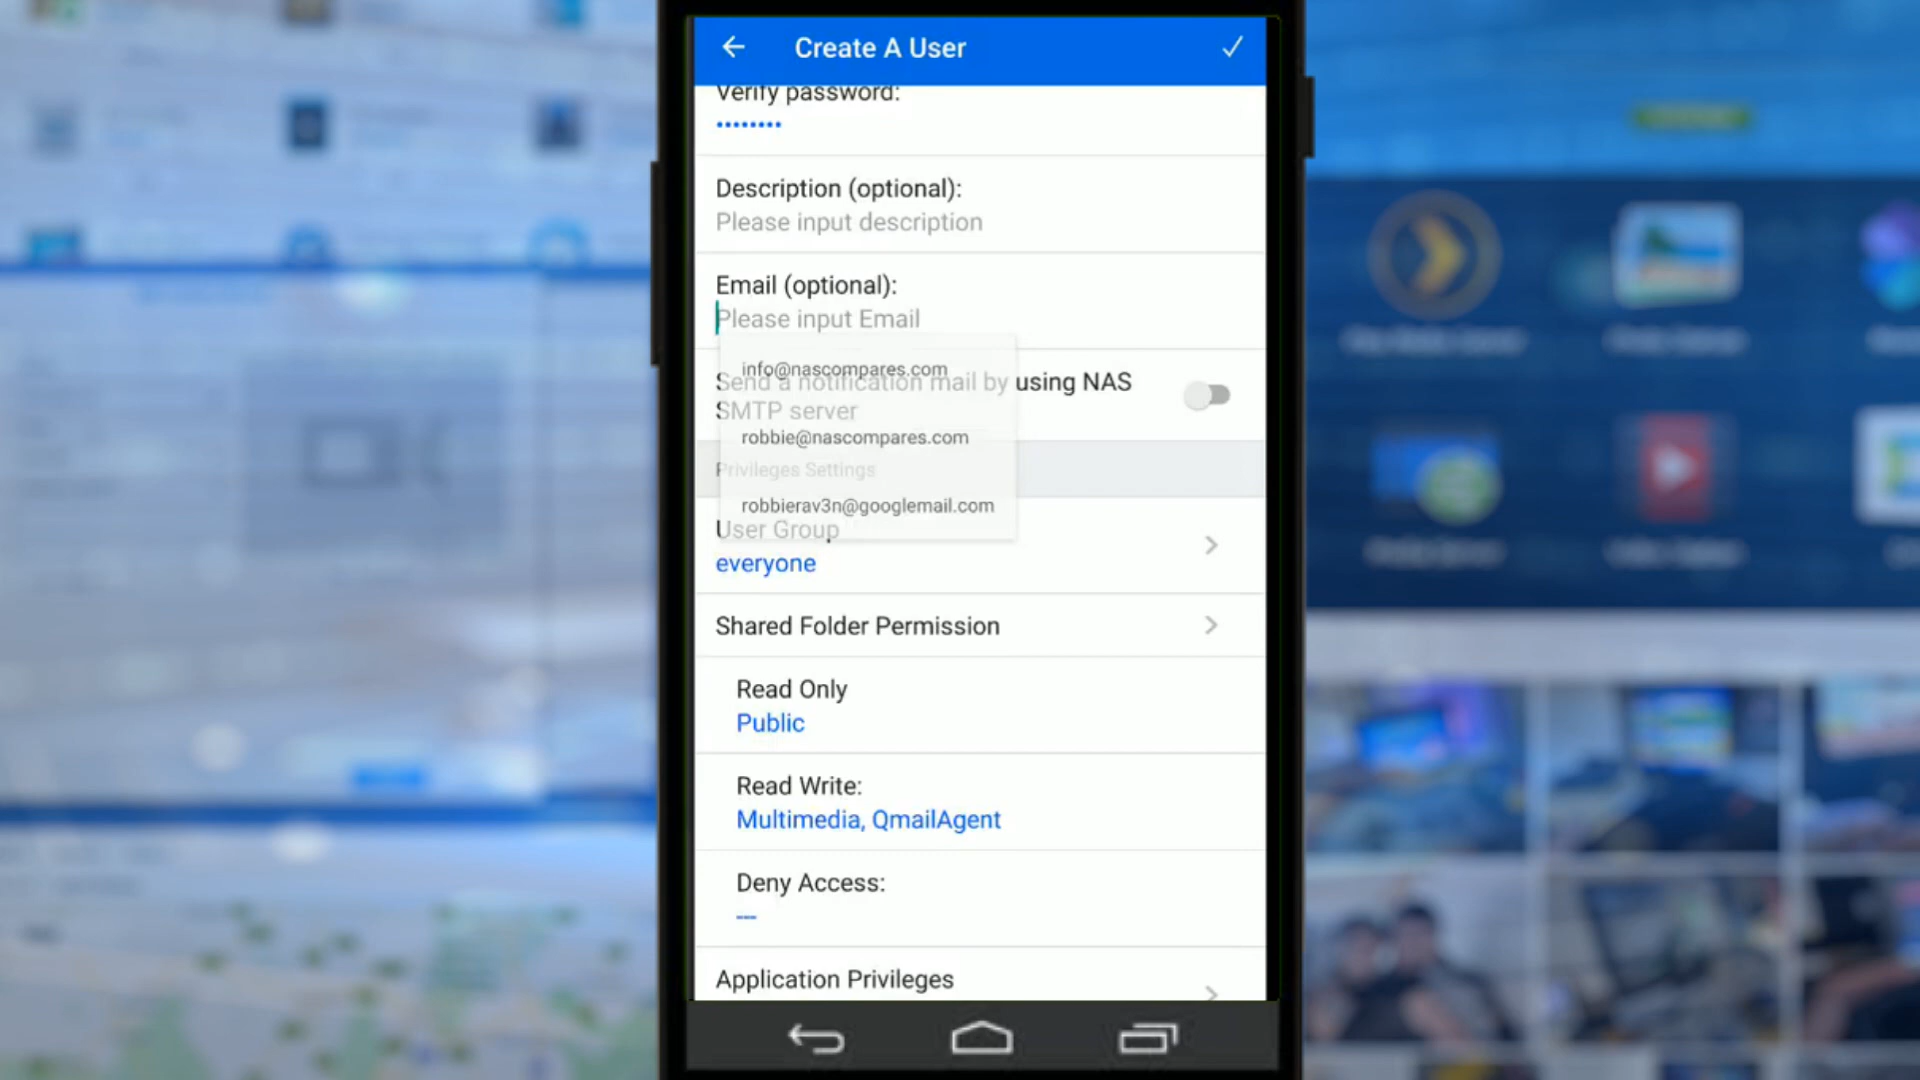 Create A User
Verify password:
••••••••
Description (optional):
Please input description
Email (optional):
Please input Email
info@nascompares.com
Send a notification mail by using NAS
SMTP server
robbie@nascompares.com
Privileges Settings
robbierav3n@googlemail.com
User Group
everyone
Shared Folder Permission
Read Only
Public
Read Write:
Multimedia, QmailAgent
Deny Access:
---
Application Privileges